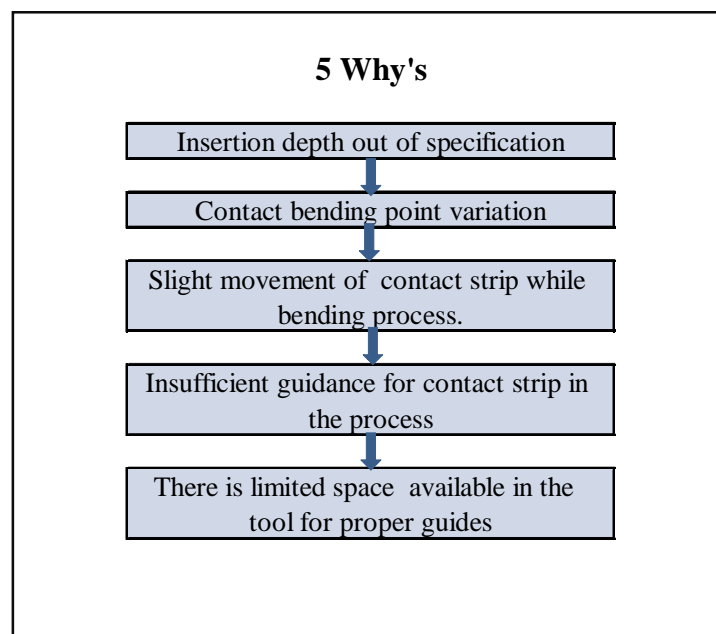 5 Why's
Insertion depth out of specification
Contact bending point variation
Slight movement of contact strip while
bending process.
Insufficient guidance for contact strip in
the process
There is limited space available in the
tool for proper guides